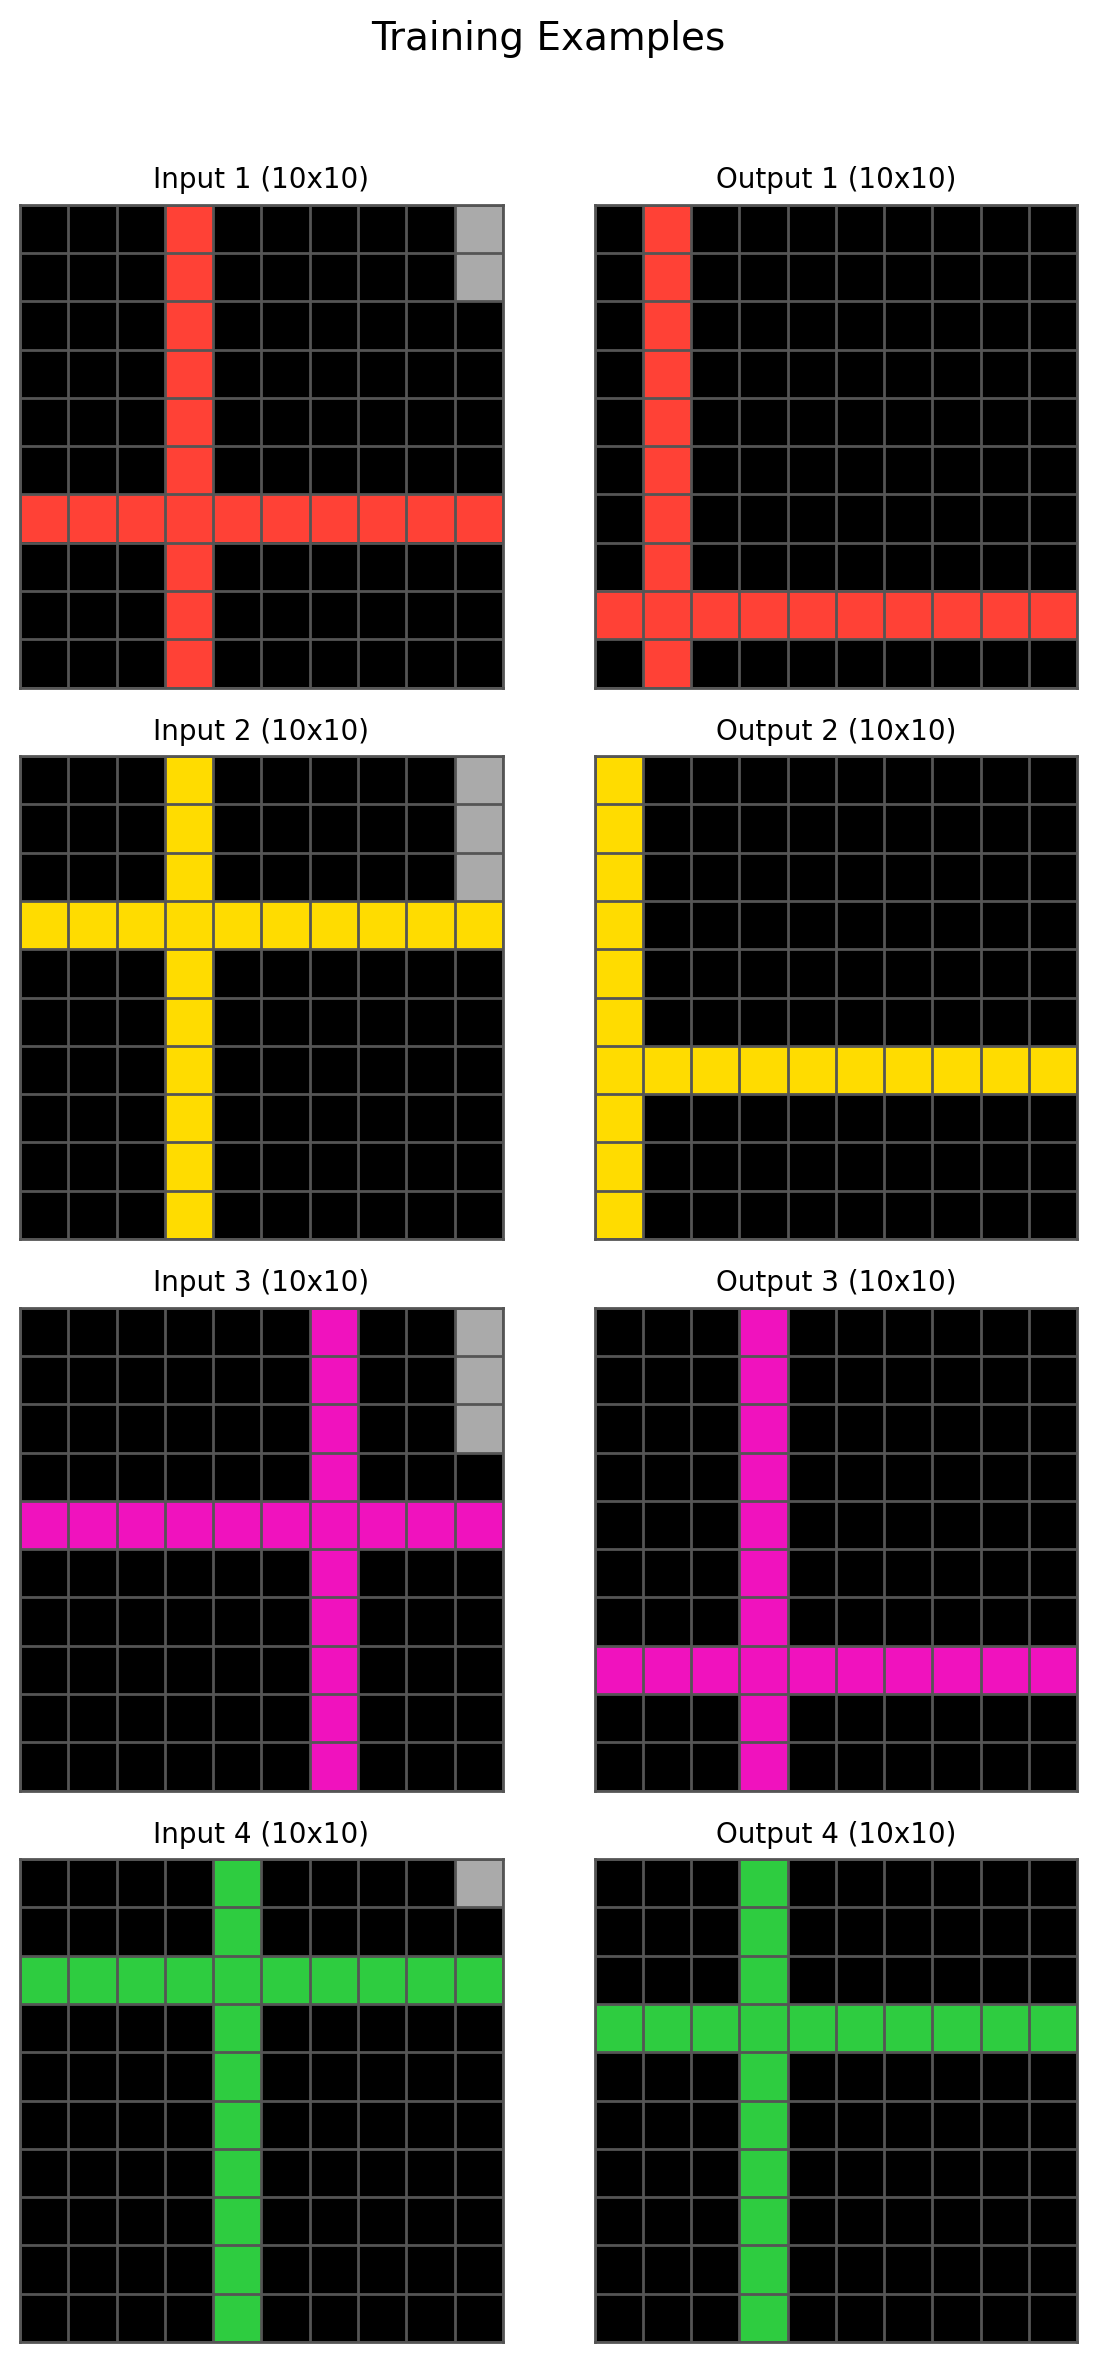 Training Examples
Input 1 (10x10)
Output 1 (10x10)
Input 2 (10x10)
Output 2 (10x10)
Input 3 (10x10)
Output 3 (10x10)
Input 4 (10x10)
Output 4 (10x10)